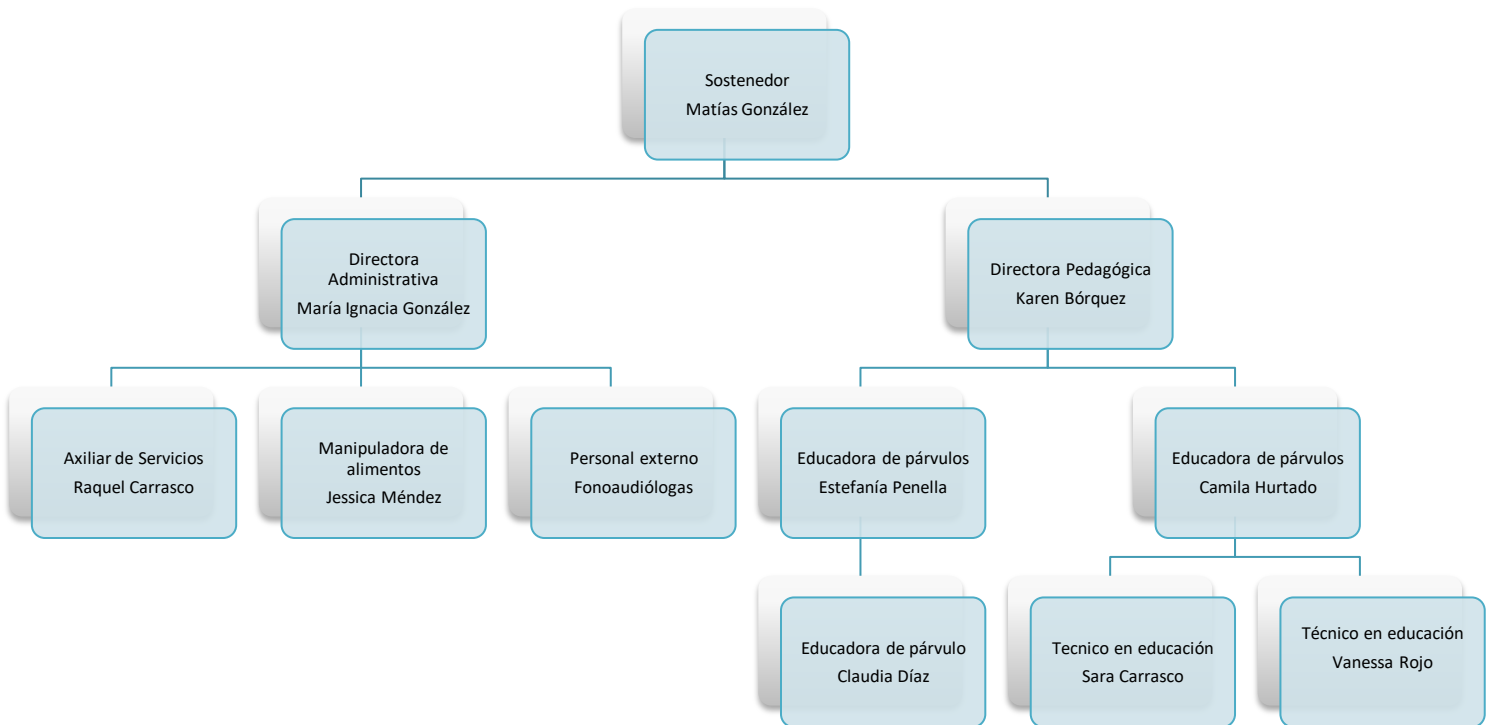 Sostenedor
Matías González
Directora
Administrativa
María Ignacia González
Directora Pedagógica
Karen Bórquez
Axiliar de Servicios
Raquel Carrasco
Manipuladora de
alimentos
Jessica Méndez
Personal externo
Fonoaudiólogas
Educadora de párvulos
Estefanía Penella
Educadora de párvulos
Camila Hurtado
Educadora de párvulo
Claudia Díaz
Tecnico en educación
Sara Carrasco
Técnico en educación
Vanessa Rojo